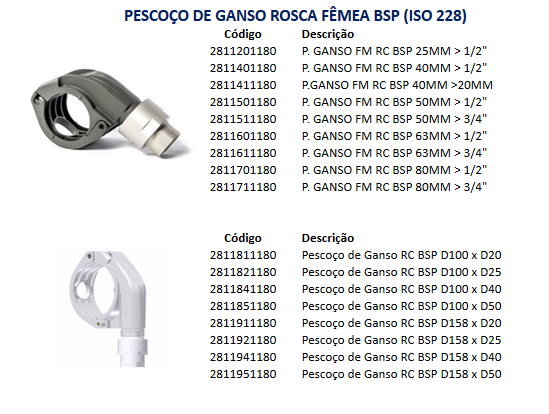 PESCOÇO DE GANSO ROSCA FÊMEA BSP (ISO 228)
Código Descrição
2811201180 P. GANSO FM RC BSP 25MM > 1/2"
2811401180 P. GANSO FM RC BSP 40MM > 1/2"
2811411180 P.GANSO FM RC BSP 40MM >20MM
2811501180 P. GANSO FM RC BSP 50MM > 1/2"
2811511180 P. GANSO FM RC BSP 50MM > 3/4"
2811601180 P. GANSO FM RC BSP 63MM > 1/2"
2811611180 P. GANSO FM RC BSP 63MM > 3/4"
2811701180 P. GANSO FM RC BSP 80MM > 1/2"
2811711180 P. GANSO FM RC BSP 80MM > 3/4"
Código Descrição
2811811180 Pescoço de Ganso RC BSP D100 x D20
2811821180 Pescoço de Ganso RC BSP D100 x D25
2811841180 Pescoço de Ganso RC BSP D100 x D40
2811851180 Pescoço de Ganso RC BSP D100 x D50
2811911180 Pescoço de Ganso RC BSP D158 x D20
2811921180 Pescoço de Ganso RC BSP D158 x D25
2811941180 Pescoço de Ganso RC BSP D158 x D40
2811951180 Pescoço de Ganso RC BSP D158 x D50